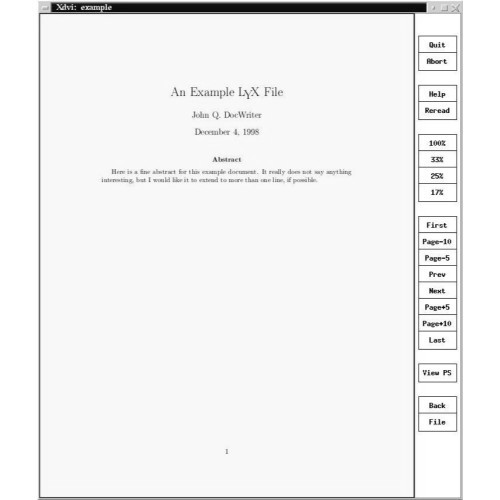 Xdvi: example
An Example LyX File
John Q. DocWriter
December 4, 1998
Abstract
Here is a fine abstract for this example document. It really does not say anything
interesting, but I would like it to extend to more than one line, if possible.
1
Quit
Abort
Help
Reread
100%
33%
25%
17%
First
Page-10
Page-5
Prev
Next
Page+5
Page+10
Last
View PS
Back
File